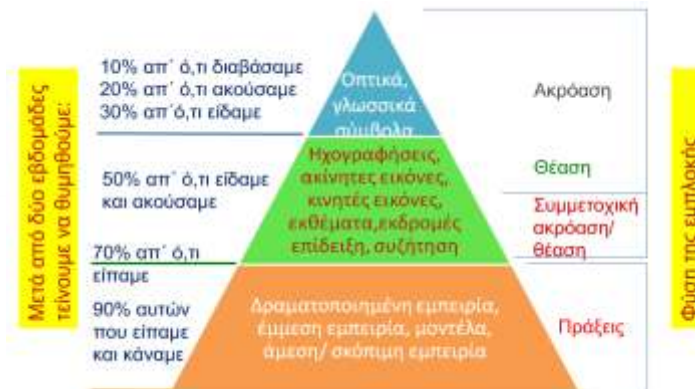 Μετά από δύο εβδομάδες
τείνουμε να θυμηθούμε:
10% απ΄ ό,τι διαβάσαμε
20% απ΄ ό,τι ακούσαμε
30% απ΄ό,τι είδαμε
50% απ΄ ό,τι είδαμε
και ακούσαμε
70% απ΄ ό,τι
είπαμε
90% αυτών
που είπαμε
και κάναμε
Οπτικά,
γλωσσικά
σύμβολα
Ηχογραφήσεις,
ακίνητες εικόνες,
κινητές εικόνες,
εκθέματα,εκδρομές
επίδειξη, συζήτηση
Δραματοποιημένη εμπειρία,
έμμεση εμπειρία, μοντέλα,
άμεση/ σκόπιμη εμπειρία
Ακρόαση
Θέαση
Συμμετοχική
ακρόαση/
θέαση
Πράξεις
Φύση της εμπλοκής